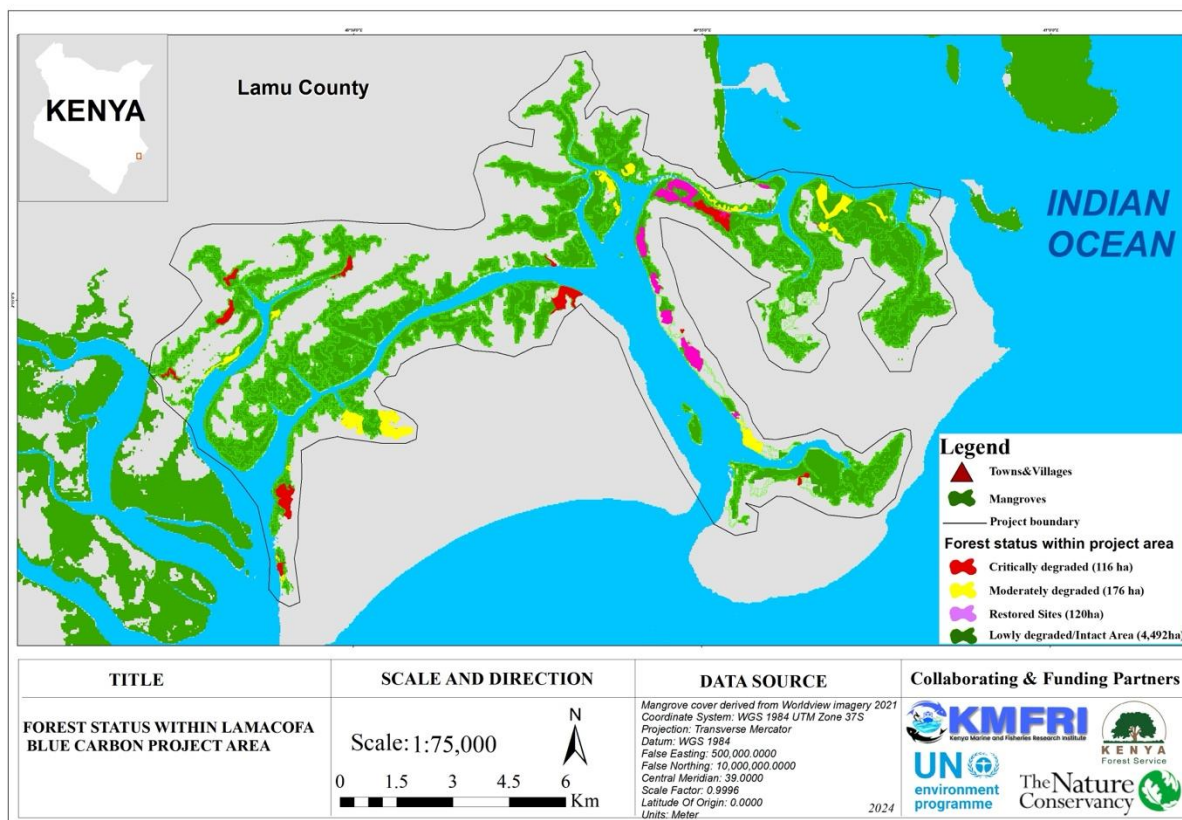 KENYA
Lamu County
INDIAN
OCEAN
Legend
Towns&Villages
Mangroves
Project boundary
Forest status within project area
Critically degraded (116 ha)
Moderately degraded (176 ha)
Restored Sites (120ha)
Lowly degraded/Intact Area (4,492ha)
TITLE
FOREST STATUS WITHIN LAMACOFA
BLUE CARBON PROJECT AREA
SCALE AND DIRECTION
N
Scale: 1:75,000
0 1.5 3 4.5 6
Km
DATA SOURCE
Mangrove cover derived from Worldview imagery 2021
Coordinate System: WGS 1984 UTM Zone 37S
Projection: Transverse Mercator
Datum: WGS 1984
False Easting: 500,000.0000
False Northing: 10,000,000.0000
Central Meridian: 39.0000
Scale Factor: 0.9996
Latitude Of Origin: 0.0000
Units: Meter
2024
Collaborating & Funding Partners
KMFRI
Kenya Marine and Fisheries Research Institute
KENYA
Forest Service
UN
environment
programme
The Nature
Conservancy